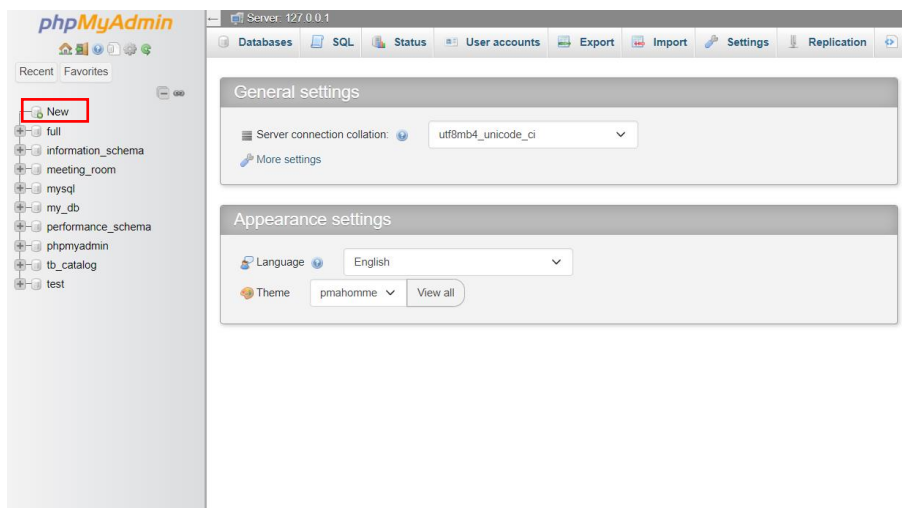 phpMyAdmin
Recent Favorites
New
full
information_schema
meeting_room
mysql
my_db
performance_schema
phpmyadmin
tb_catalog
test
Server: 127.0.0.1
Databases SQL Status User accounts Export Import Settings Replication
General settings
Server connection collation: utf8mb4_unicode_ci
More settings
Appearance settings
Language English
Theme pmahomme View all